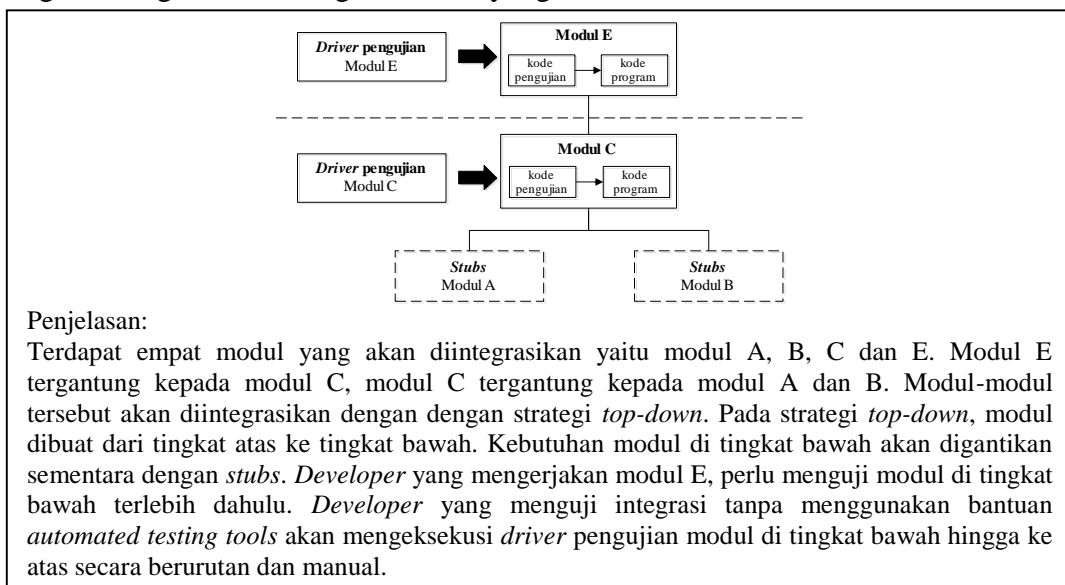 Modul E
Driver pengujian
Modul E
kode
pengujian
kode
program
Modul C
Driver pengujian
Modul C
kode
pengujian
kode
program
Stubs
Modul A
Stubs
Modul B
Penjelasan:
Terdapat empat modul yang akan diintegrasikan yaitu modul A, B, C dan E. Modul E
tergantung kepada modul C, modul C tergantung kepada modul A dan B. Modul-modul
tersebut akan diintegrasikan dengan dengan strategi top-down. Pada strategi top-down, modul
dibuat dari tingkat atas ke tingkat bawah. Kebutuhan modul di tingkat bawah akan digantikan
sementara dengan stubs. Developer yang mengerjakan modul E, perlu menguji modul di tingkat
bawah terlebih dahulu. Developer yang menguji integrasi tanpa menggunakan bantuan
automated testing tools akan mengeksekusi driver pengujian modul di tingkat bawah hingga ke
atas secara berurutan dan manual.